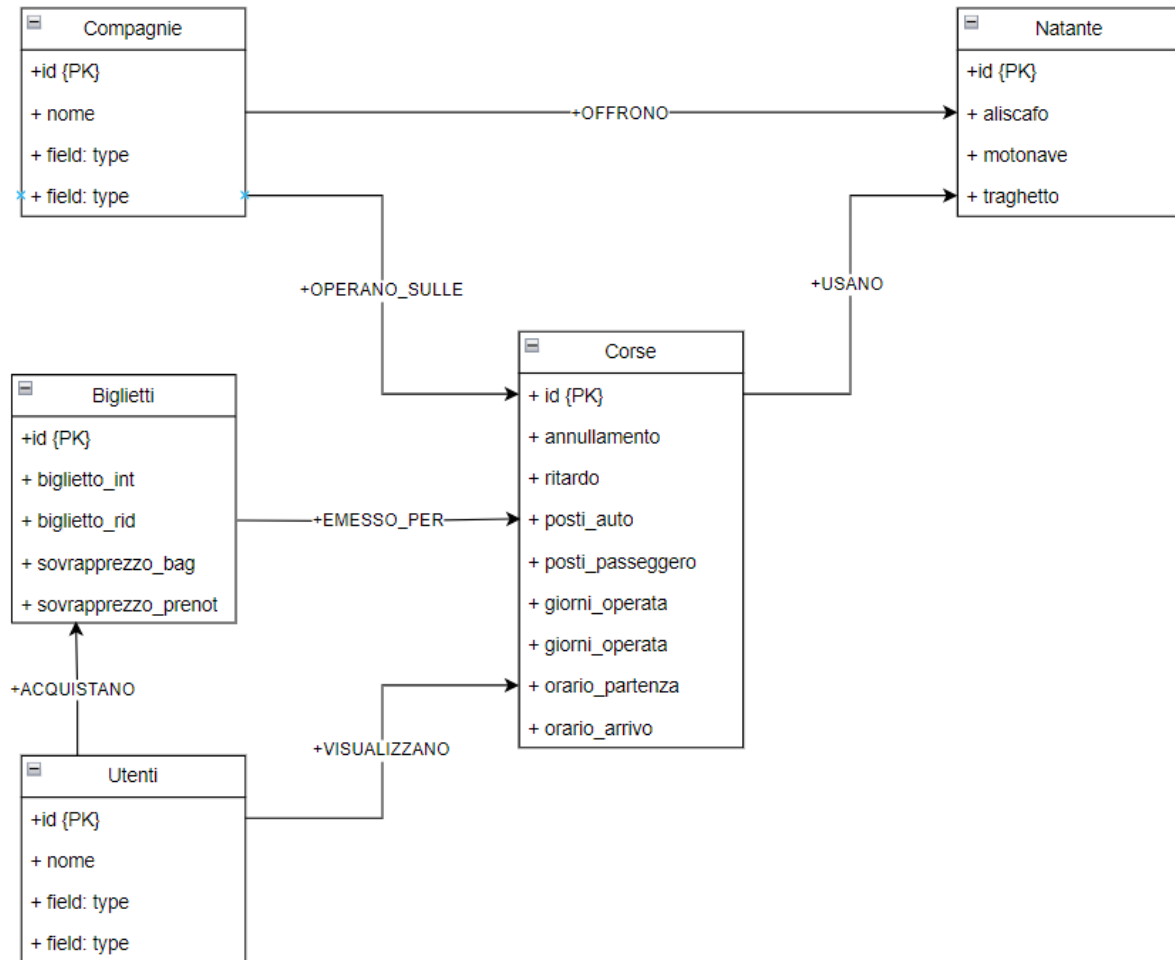 Compagnie
+id {PK}
+ nome
+ field: type
+ field: type
Natante
+id {PK}
+ aliscafo
+ motonave
+ traghetto
+OFFRONO
+OPERANO_SULLE
+USANO
Corse
+ id {PK}
+ annullamento
+ ritardo
+ posti_auto
+ posti_passeggero
+ giorni_operata
+ giorni_operata
+ orario_partenza
+ orario_arrivo
Biglietti
+id {PK}
+ biglietto_int
+ biglietto_rid
+ sovrapprezzo_bag
+ sovrapprezzo_prenot
+EMESSO_PER
+ACQUISTANO
+VISUALIZZANO
Utenti
+id {PK}
+ nome
+ field: type
+ field: type